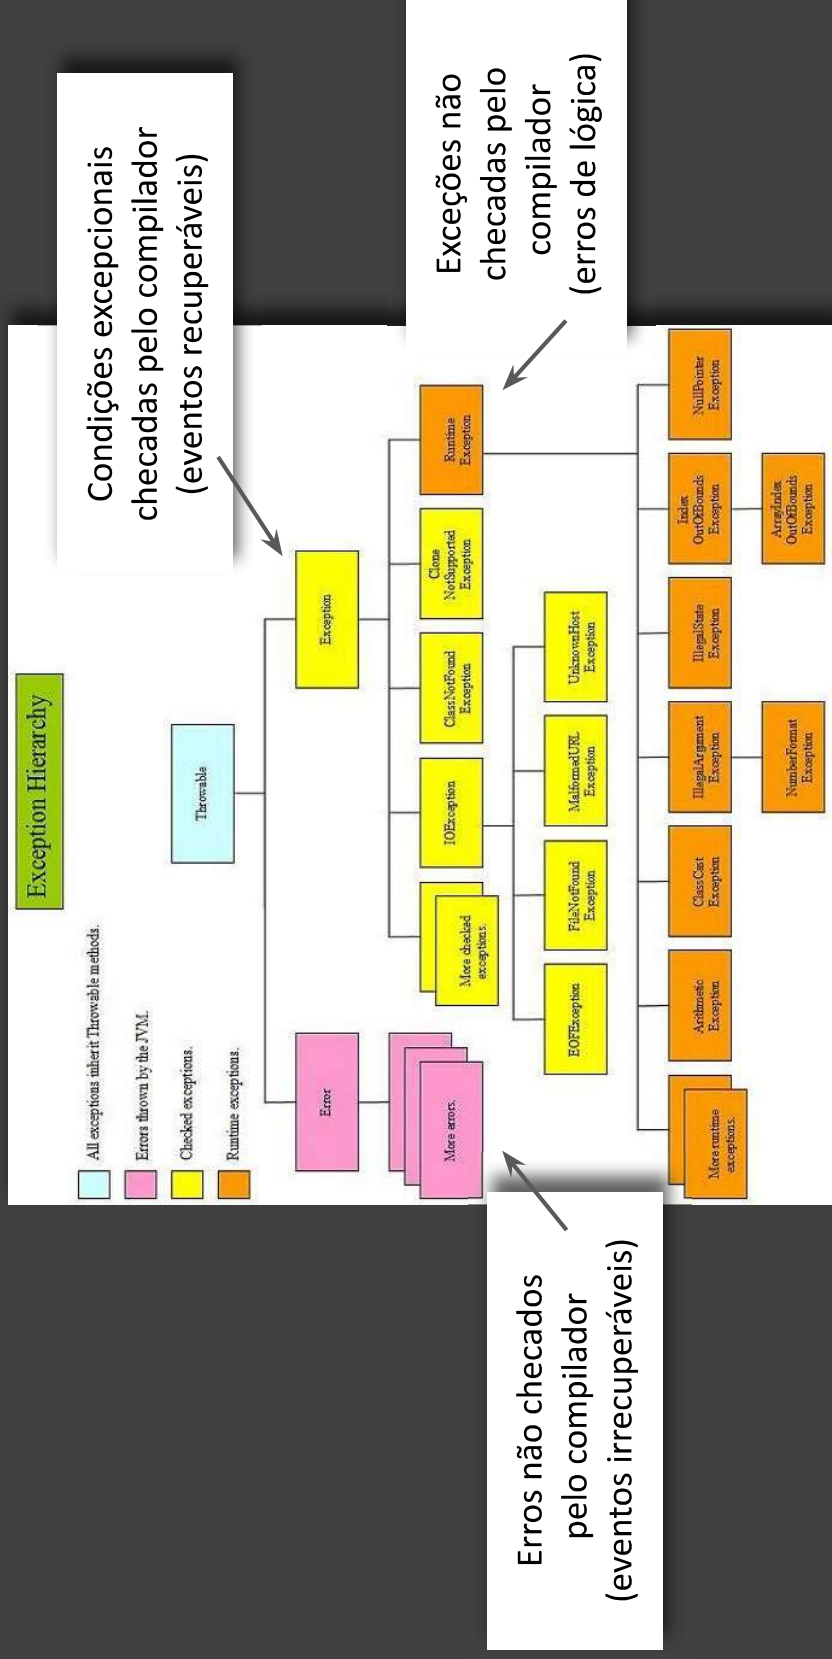 Exception Hierarchy
All exceptions inherit Throwable methods.
Errors thrown by the JVM.
Checked exceptions.
Runtime exceptions.
Throwable
Error
Exception
More errors.
More checked
exceptions.
IOException
ClassNotFound
Exception
Clone
NotSupported
Exception
Runtime
Exception
EOFException
FileNotFound
Exception
MalformedURL
Exception
UnknownHost
Exception
More runtime
exceptions.
Arithmetic
Exception
ClassCast
Exception
IllegalArgument
Exception
IllegalState
Exception
Index
OutOfBounds
Exception
NullPointer
Exception
NumberFormat
Exception
ArrayIndex
OutOfBounds
Exception
Condições excepcionais
checadas pelo compilador
(eventos recuperáveis)
Exceções não
checadas pelo
compilador
(erros de lógica)
Erros não checados
pelo compilador
(eventos irrecuperáveis)